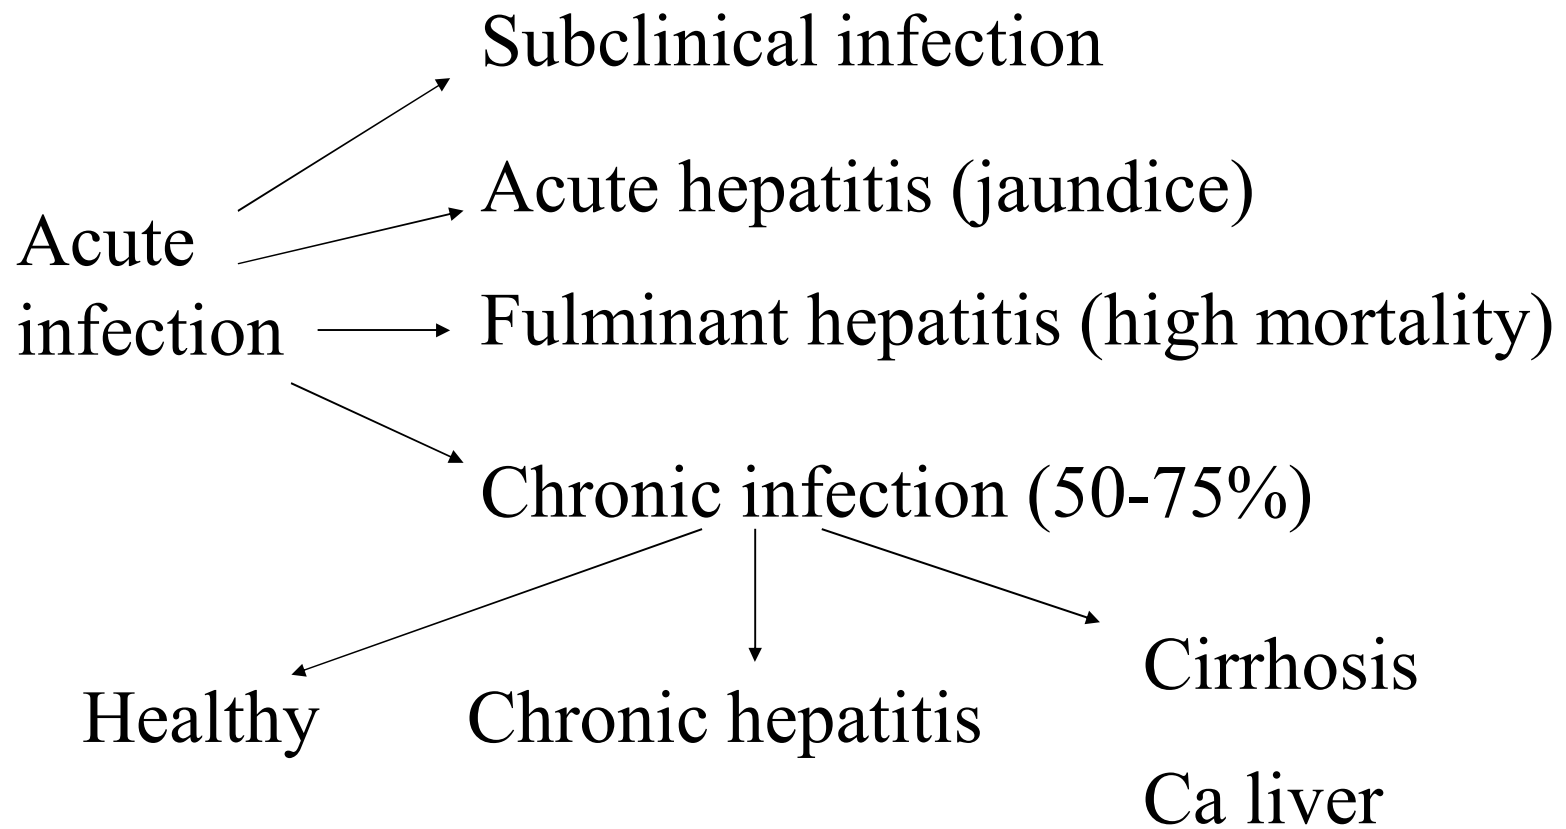 Subclinical infection
Acute hepatitis (jaundice)
Acute
infection
Fulminant hepatitis (high mortality)
Chronic infection (50-75%)
Healthy
Chronic hepatitis
Cirrhosis
Ca liver